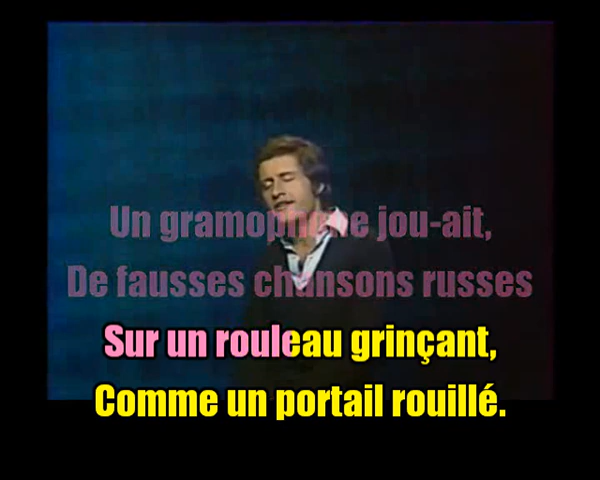 Un gramophone jou-ait,
De fausses chansons russes
Sur un rouleau grinçant,
Comme un portail rouillé.